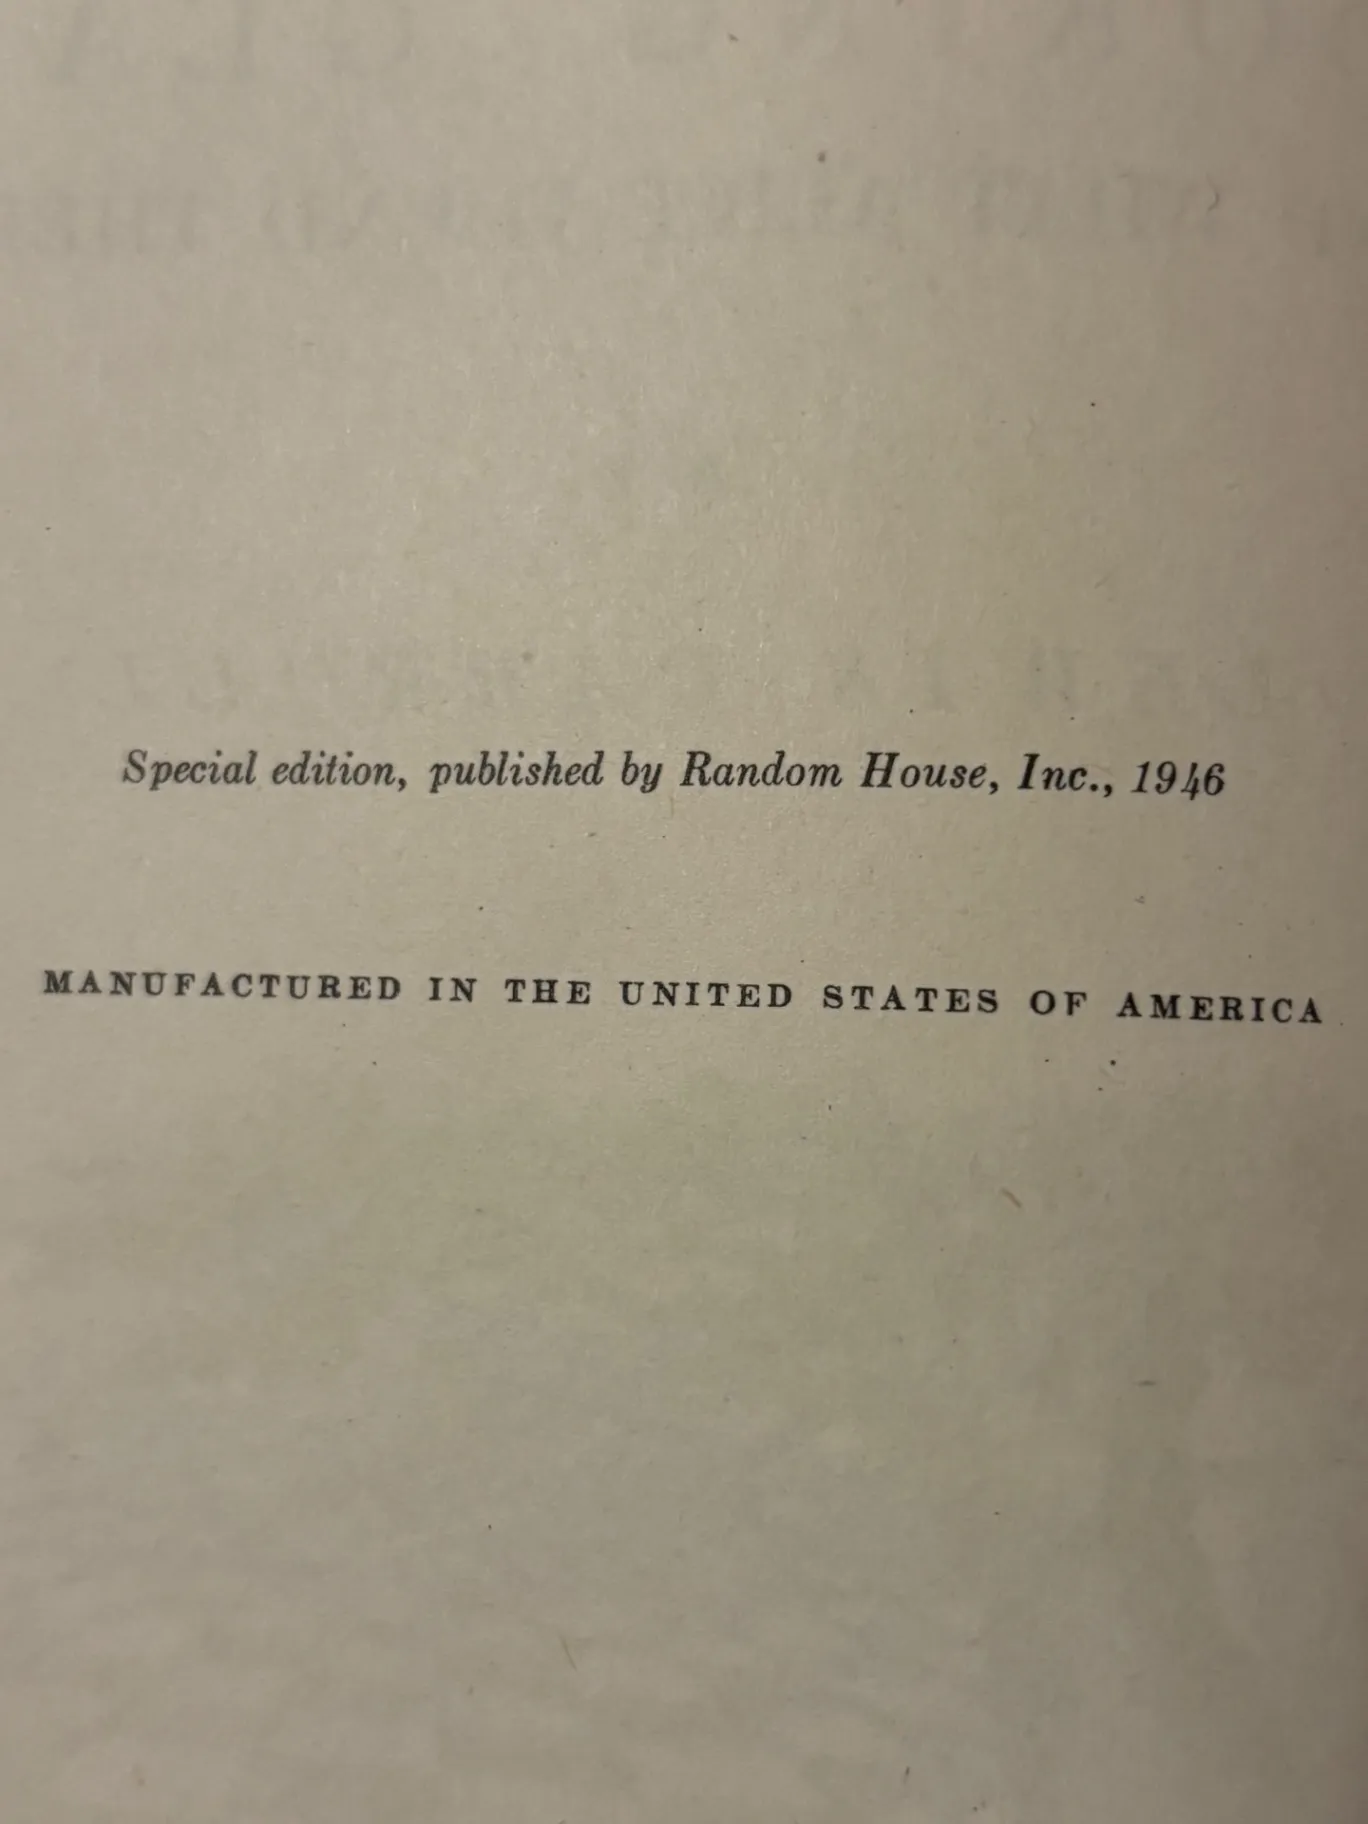 Special edition, published by Random House, Inc., 1946
MANUFACTURED IN THE UNITED STATES OF AMERICA